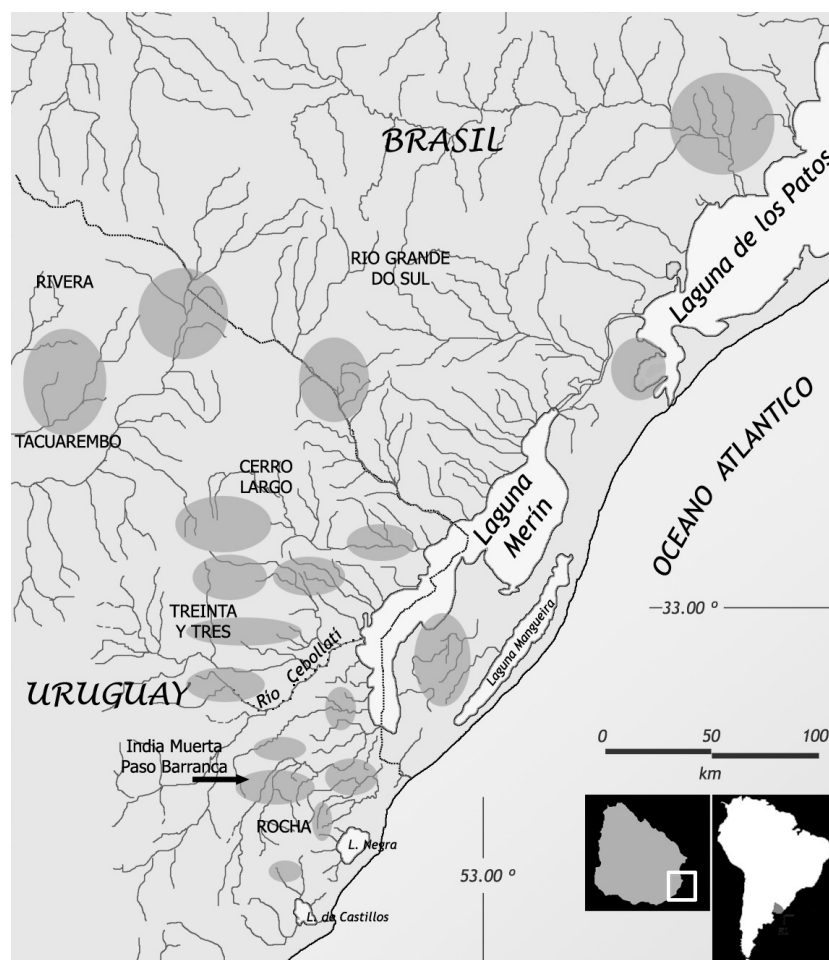 BRASIL
Laguna de los Patos
RIO GRANDE
DO SUL
RIVERA
TACUAREMBO
CERRO
LARGO
Laguna
Merín
OCEANO ATLANTICO
33.00 º
TREINTA
Y TRES
Río Cebollatí
Laguna Mangueira
URUGUAY
India Muerta
Paso Barranca
0 50 100
km
ROCHA
L. Negra
53.00 º
L. de Castillos